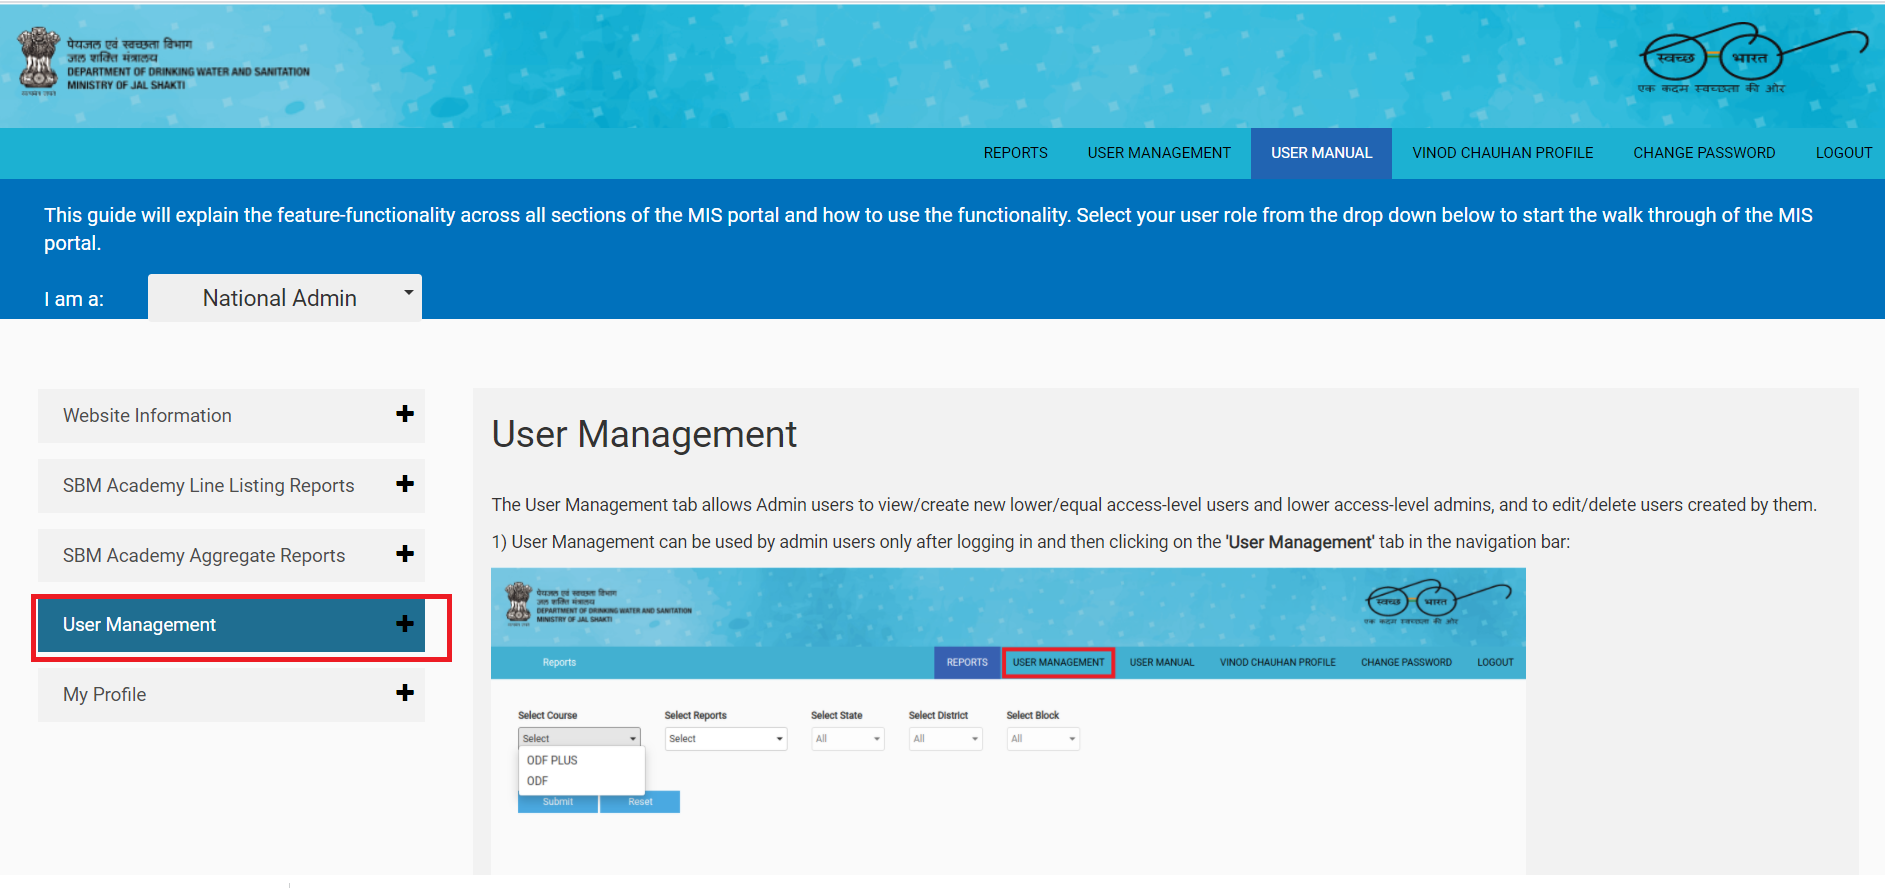 पेयजल एवं स्वच्छता विभाग
जल शक्ति मंत्रालय
DEPARTMENT OF DRINKING WATER AND SANITATION
MINISTRY OF JAL SHAKTI
सत्यमेव जयते
स्वच्छ भारत
एक कदम स्वच्छता की ओर
REPORTS USER MANAGEMENT USER MANUAL VINOD CHAUHAN PROFILE CHANGE PASSWORD LOGOUT
This guide will explain the feature-functionality across all sections of the MIS portal and how to use the functionality. Select your user role from the drop down below to start the walk through of the MIS
portal.
I am a: National Admin
Website Information
SBM Academy Line Listing Reports
SBM Academy Aggregate Reports
User Management
My Profile
User Management
The User Management tab allows Admin users to view/create new lower/equal access-level users and lower access-level admins, and to edit/delete users created by them.
1) User Management can be used by admin users only after logging in and then clicking on the 'User Management' tab in the navigation bar:
पेयजल एवं स्वच्छता विभाग
जल शक्ति मंत्रालय
DEPARTMENT OF DRINKING WATER AND SANITATION
MINISTRY OF JAL SHAKTI
स्वच्छ भारत
एक कदम स्वच्छता की ओर
Reports REPORTS USER MANAGEMENT USER MANUAL VINOD CHAUHAN PROFILE CHANGE PASSWORD LOGOUT
Select Course Select Reports Select State Select District Select Block
Select Select All All All
ODF PLUS
ODF
Submit Reset